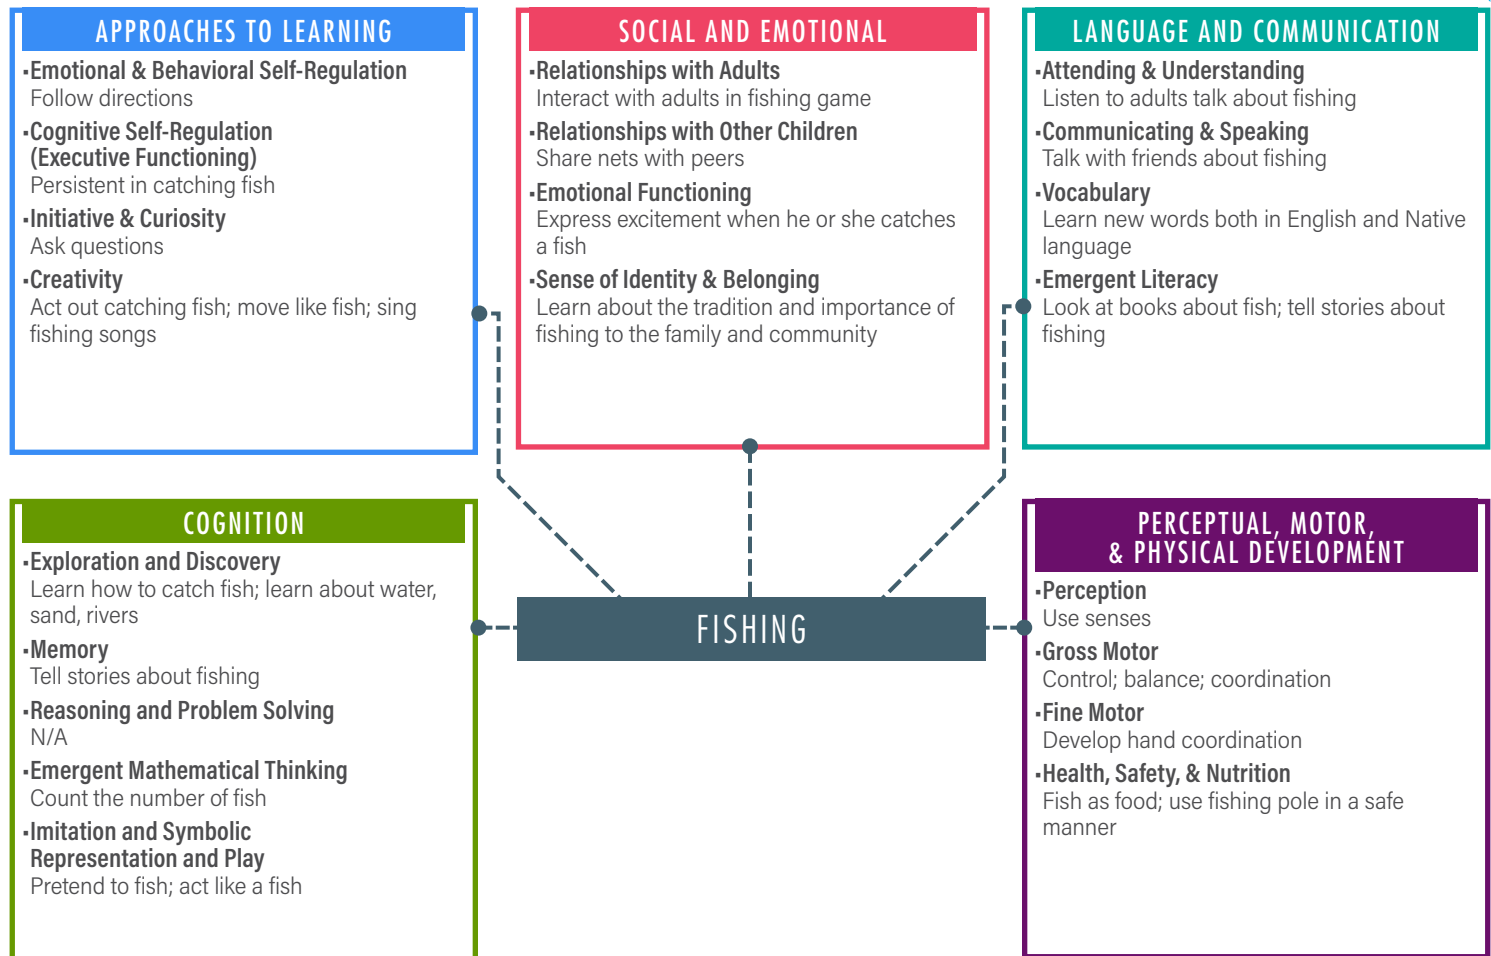 APPROACHES TO LEARNING
▪Emotional & Behavioral Self-Regulation
Follow directions
▪Cognitive Self-Regulation
(Executive Functioning)
Persistent in catching fish
▪Initiative & Curiosity
Ask questions
▪Creativity
Act out catching fish; move like fish; sing
fishing songs
SOCIAL AND EMOTIONAL
▪Relationships with Adults
Interact with adults in fishing game
▪Relationships with Other Children
Share nets with peers
▪Emotional Functioning
Express excitement when he or she catches
a fish
▪Sense of Identity & Belonging
Learn about the tradition and importance of
fishing to the family and community
LANGUAGE AND COMMUNICATION
▪Attending & Understanding
Listen to adults talk about fishing
▪Communicating & Speaking
Talk with friends about fishing
▪Vocabulary
Learn new words both in English and Native
language
▪Emergent Literacy
Look at books about fish; tell stories about
fishing
COGNITION
▪Exploration and Discovery
Learn how to catch fish; learn about water,
sand, rivers
▪Memory
Tell stories about fishing
▪Reasoning and Problem Solving
N/A
▪Emergent Mathematical Thinking
Count the number of fish
▪Imitation and Symbolic
Representation and Play
Pretend to fish; act like a fish
FISHING
PERCEPTUAL, MOTOR,
& PHYSICAL DEVELOPMENT
▪Perception
Use senses
▪Gross Motor
Control; balance; coordination
▪Fine Motor
Develop hand coordination
▪Health, Safety, & Nutrition
Fish as food; use fishing pole in a safe
manner